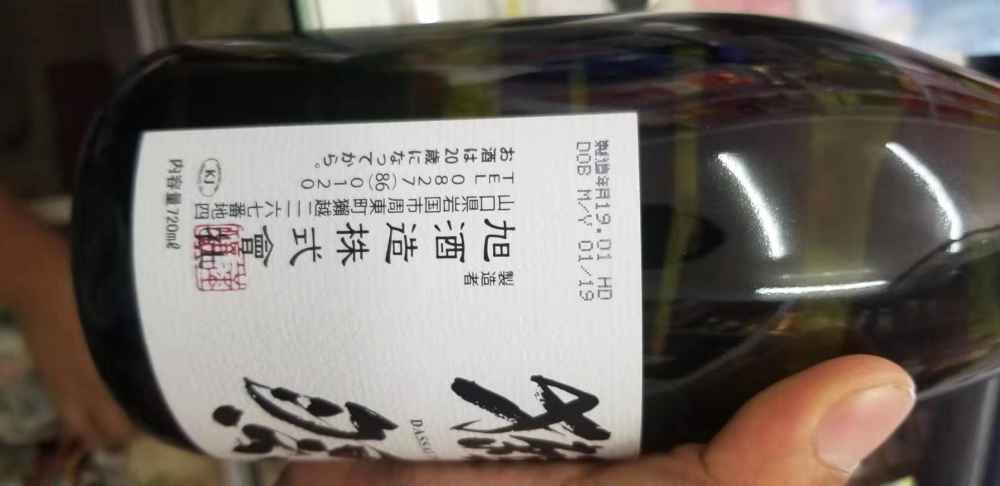 製造年月19.01 HD
DOB M/Y 01/19
製造者
旭酒造株式會社
山口県岩国市周東町獺越二一六七番地四
TEL 0827(86)0120
お酒は20歳になってから。
内容量720mℓ
KJ